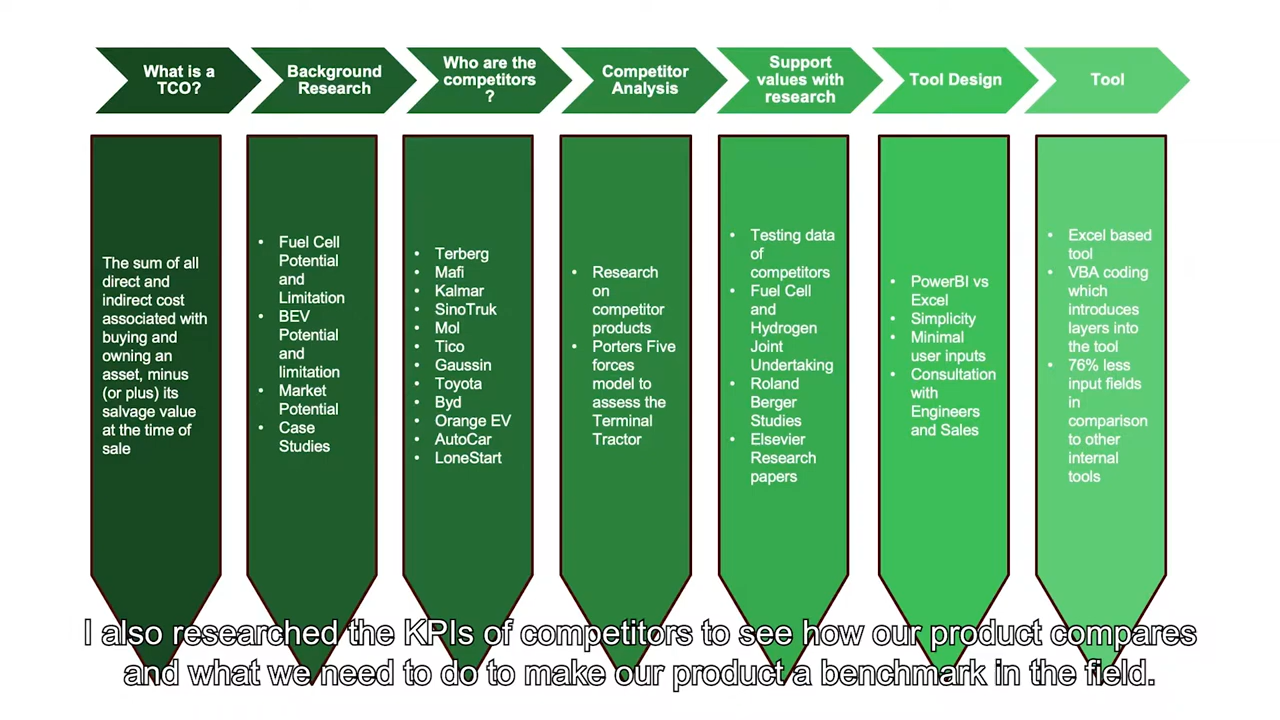 What is a
TCO?
Background
Research
Who are the
competitors
?
Competitor
Analysis
Support
values with
research
Tool Design
Tool
The sum of all
direct and
indirect cost
associated with
buying and
owning an
asset, minus
(or plus) its
salvage value
at the time of
sale
• Fuel Cell
Potential
and
Limitation
• BEV
Potential
and
limitation
• Market
Potential
• Case
Studies
• Terberg
• Mafi
• Kalmar
• SinoTruk
• Mol
• Tico
• Gaussin
• Toyota
• Byd
• Orange EV
• AutoCar
• LoneStart
• Research
on
competitor
products
• Porters Five
forces
model to
assess the
Terminal
Tractor
• Testing data
of
competitors
• Fuel Cell
and
Hydrogen
Joint
Undertaking
• Roland
Berger
Studies
• Elsevier
Research
papers
• PowerBI vs
Excel
• Simplicity
• Minimal
user inputs
• Consultation
with
Engineers
and Sales
• Excel based
tool
• VBA coding
which
introduces
layers into
the tool
• 76% less
input fields
in
comparison
to other
internal
tools
I also researched the KPIs of competitors to see how our product compares
and what we need to do to make our product a benchmark in the field.